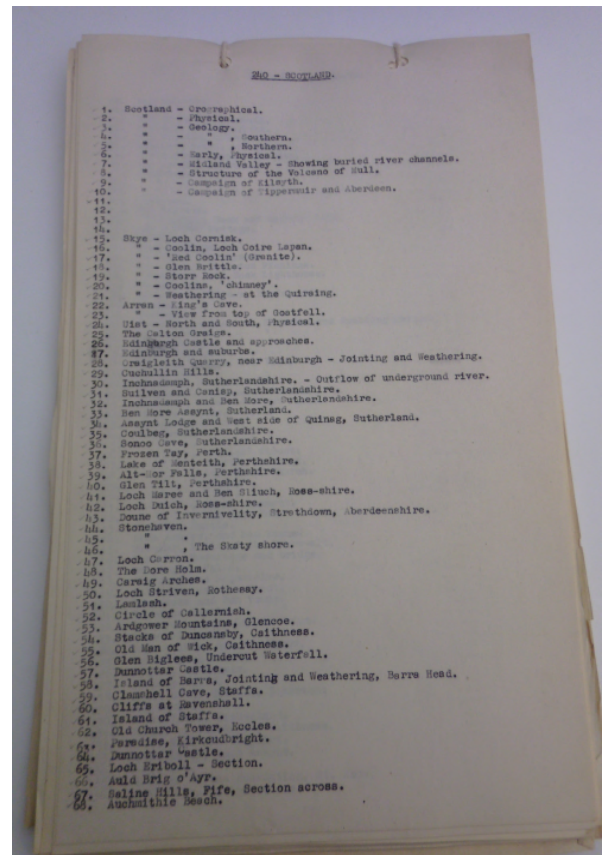 240 - SCOTLAND.
1. Scotland - Orographical.
2. " - Physical.
3. " - Geology.
4. " - " , Southern.
5. " - " , Northern.
6. " - Early, Physical.
7. " - Midland Valley - Showing buried river channels.
8. " - Structure of the Volcano of Mull.
9. " - Campaign of Kilsyth.
10. " - Campaign of Tippermuir and Aberdeen.
11.
12.
13.
14.
15. Skye - Loch Cornisk.
16. " - Coolin, Loch Coire Lapan.
17. " - 'Red Coolin' (Granite).
18. " - Glen Brittle.
19. " - Storr Rock.
20. " - Coolins, 'chimney'.
21. " - Weathering - at the Quirsing.
22. Arran - King's Cave.
23. " - View from top of Goatfell.
24. Uist - North and South, Physical.
25. The Calton Graigs.
26. Edinburgh Castle and approaches.
27. Edinburgh and suburbs.
28. Craigleith Quarry, near Edinburgh - Jointing and Weathering.
29. Cuchullin Hills.
30. Inchnadamph, Sutherlandshire. - Outflow of underground river.
31. Suilven and Canisp, Sutherlandshire.
32. Inchnadamph and Ben More, Sutherlandshire.
33. Ben More Assynt, Sutherland.
34. Assynt Lodge and West side of Quinag, Sutherland.
35. Coulbeg, Sutherlandshire.
36. Sonoo Cave, Sutherlandshire.
37. Frozen Tay, Perth.
38. Lake of Menteith, Perthshire.
39. Alt-Mor Falls, Perthshire.
40. Glen Tilt, Perthshire.
41. Loch Maree and Ben Sliuch, Ross-shire.
42. Loch Duich, Ross-shire.
43. Doune of Invernivelity, Strathdown, Aberdeenshire.
44. Stonehaven.
45. " .
46. " , The Skaty shore.
47. Loch Carron.
48. The Dore Holm.
49. Caraig Arches.
50. Loch Striven, Rothesay.
51. Lamlash.
52. Circle of Callernish.
53. Ardgower Mountains, Glencoe.
54. Stacks of Duncansby, Caithness.
55. Old Man of Wick, Caithness.
56. Glen Biglees, Undercut Waterfall.
57. Dunnottar Castle.
58. Island of Barra, Jointing and Weathering, Barra Head.
59. Clamshell Cave, Staffa.
60. Cliffs at Ravenshall.
61. Island of Staffa.
62. Old Church Tower, Eccles.
63. Paradise, Kirkcudbright.
64. Dunnottar Castle.
65. Loch Eriboll - Section.
66. Auld Brig o'Ayr.
67. Saline Hills, Fife, Section across.
68. Auchmithie Beach.